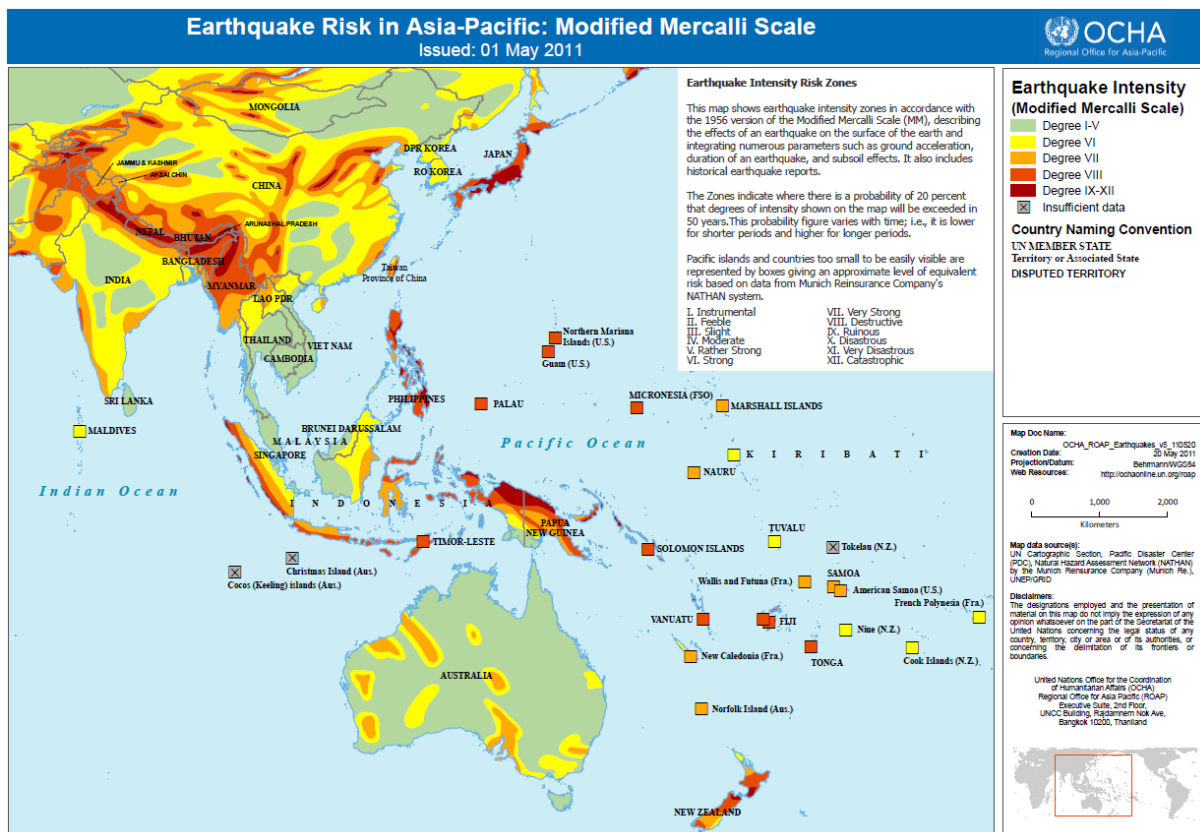 Earthquake Risk in Asia-Pacific: Modified Mercalli Scale
Issued: 01 May 2011
OCHA
Regional Office for Asia-Pacific
Earthquake Intensity Risk Zones
This map shows earthquake intensity zones in accordance with
the 1956 version of the Modified Mercalli Scale (MM), describing
the effects of an earthquake on the surface of the earth and
integrating numerous parameters such as ground acceleration,
duration of an earthquake, and subsoil effects. It also includes
historical earthquake reports.
The Zones indicate where there is a probability of 20 percent
that degrees of intensity shown on the map will be exceeded in
50 years.This probability figure varies with time; i.e., it is lower
for shorter periods and higher for longer periods.
Pacific islands and countries too small to be easily visible are
represented by boxes giving an approximate level of equivalent
risk based on data from Munich Reinsurance Company's
NATHAN system.
I. Instrumental
II. Feeble
III. Slight
IV. Moderate
V. Rather Strong
VI. Strong
VII. Very Strong
VIII. Destructive
IX. Ruinous
X. Disastrous
XI. Very Disastrous
XII. Catastrophic
MONGOLIA
DPR KOREA
JAPAN
RO KOREA
JAMMU & KASHMIR
AKSAI CHIN
CHINA
ARUNASHAL PRADESH
NEPAL
BHUTAN
BANGLADESH
INDIA
MYANMAR
Taiwan
Province of China
LAO PDR
THAILAND
VIET NAM
CAMBODIA
Northern Mariana
Islands (U.S.)
Guam (U.S.)
SRI LANKA
PHILIPPINES
PALAU
MICRONESIA (FSO)
MARSHALL ISLANDS
MALDIVES
BRUNEI DARUSSALAM
MALAYSIA
SINGAPORE
Pacific Ocean
KIRIBATI
NAURU
Indian Ocean
INDONESIA
PAPUA
NEW GUINEA
TUVALU
TIMOR-LESTE
SOLOMON ISLANDS
Tokelau (N.Z.)
Christmas Island (Aus.)
Cocos (Keeling) islands (Aus.)
Wallis and Futuna (Fra.)
SAMOA
American Samoa (U.S.)
French Polynesia (Fra.)
VANUATU
FIJI
Niue (N.Z.)
New Caledonia (Fra.)
TONGA
Cook Islands (N.Z.)
AUSTRALIA
Norfolk Island (Aus.)
NEW ZEALAND
Earthquake Intensity
(Modified Mercalli Scale)
Degree I-V
Degree VI
Degree VII
Degree VIII
Degree IX-XII
Insufficient data
Country Naming Convention
UN MEMBER STATE
Territory or Associated State
DISPUTED TERRITORY
Map Doc Name:
OCHA_ROAP_Earthquakes_v5_110520
Creation Date: 20 May 2011
Projection/Datum: Behrmann/WGS84
Web Resources: http://ochaonline.un.org/roap
0 1,000 2,000
Kilometers
Map data source(s):
UN Cartographic Section, Pacific Disaster Center
(PDC), Natural Hazard Assessment Network (NATHAN)
by the Munich Reinsurance Company (Munich Re.),
UNEP/GRID
Disclaimers:
The designations employed and the presentation of
material on this map do not imply the expression of any
opinion whatsoever on the part of the Secretariat of the
United Nations concerning the legal status of any
country, territory, city or area or of its authorities, or
concerning the delimitation of its frontiers or
boundaries.
United Nations Office for the Coordination
of Humanitarian Affairs (OCHA)
Regional Office for Asia Pacific (ROAP)
Executive Suite, 2nd Floor,
UNCC Building, Rajdamnern Nok Ave,
Bangkok 10200, Thailand